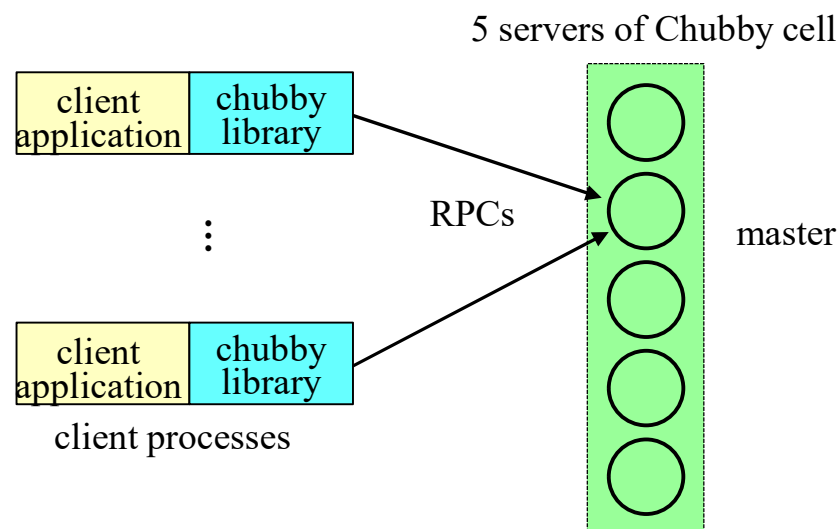 5 servers of Chubby cell
client
application
chubby
library
RPCs
master
⋮
client
application
chubby
library
client processes